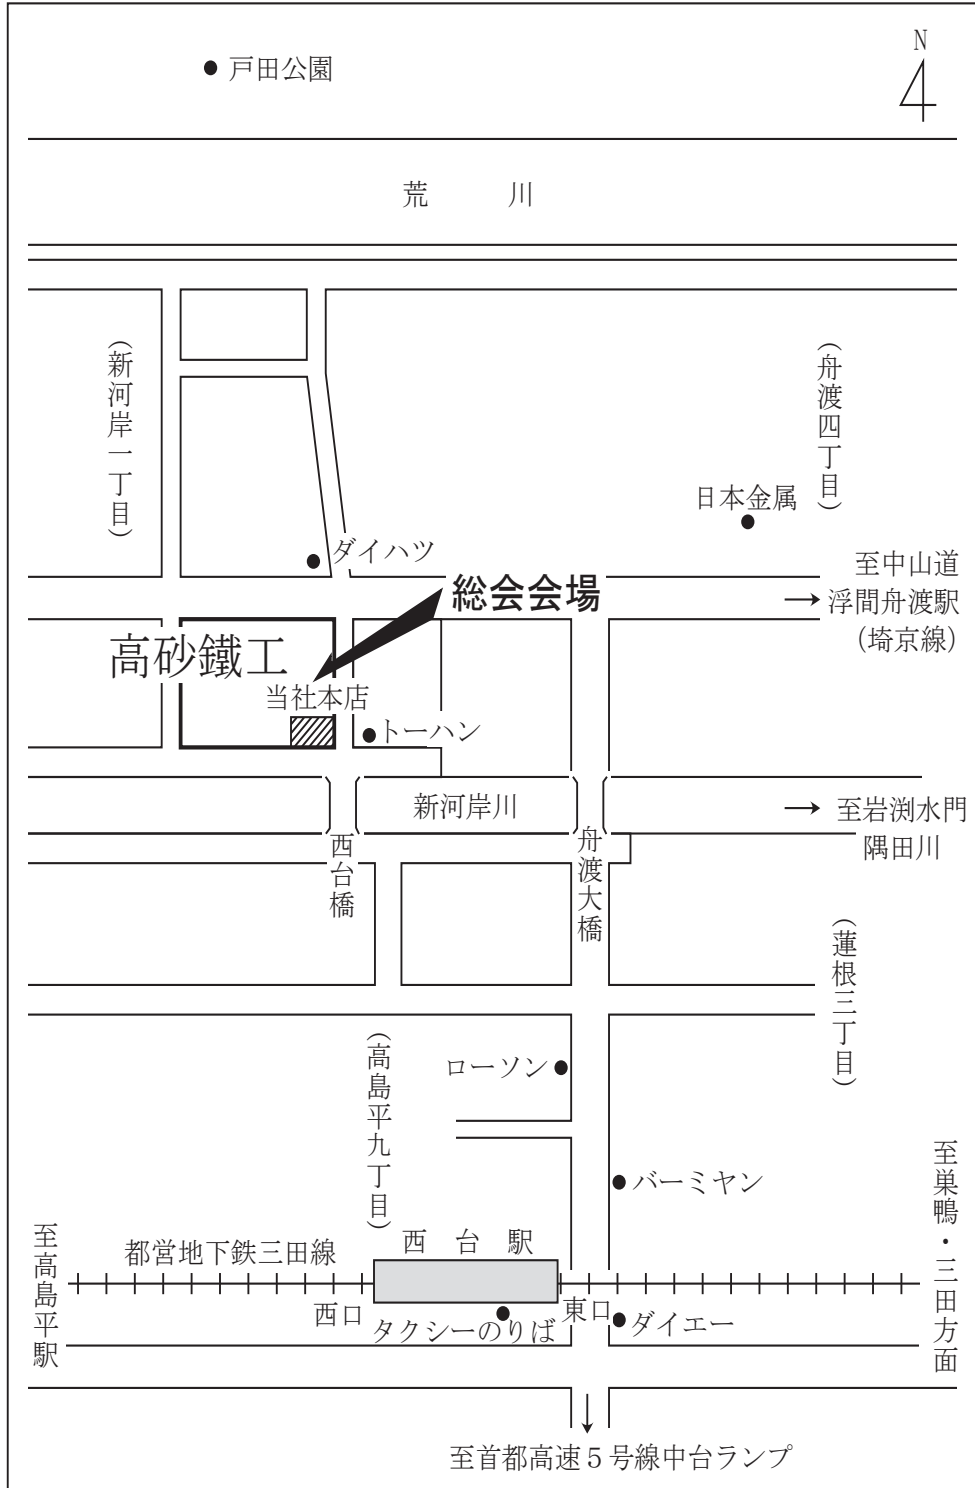 N
戸田公園
荒川
(新河岸一丁目)
(舟渡四丁目)
日本金属
ダイハツ
総会会場
至中山道
浮間舟渡駅
(埼京線)
高砂鐵工
当社本店
トーハン
新河岸川
至岩渕水門
隅田川
西台橋
舟渡大橋
(蓮根三丁目)
(高島平九丁目)
ローソン
バーミヤン
至巣鴨・三田方面
至高島平駅
都営地下鉄三田線
西台駅
西口
タクシーのりば
東口
ダイエー
至首都高速5号線中台ランプ